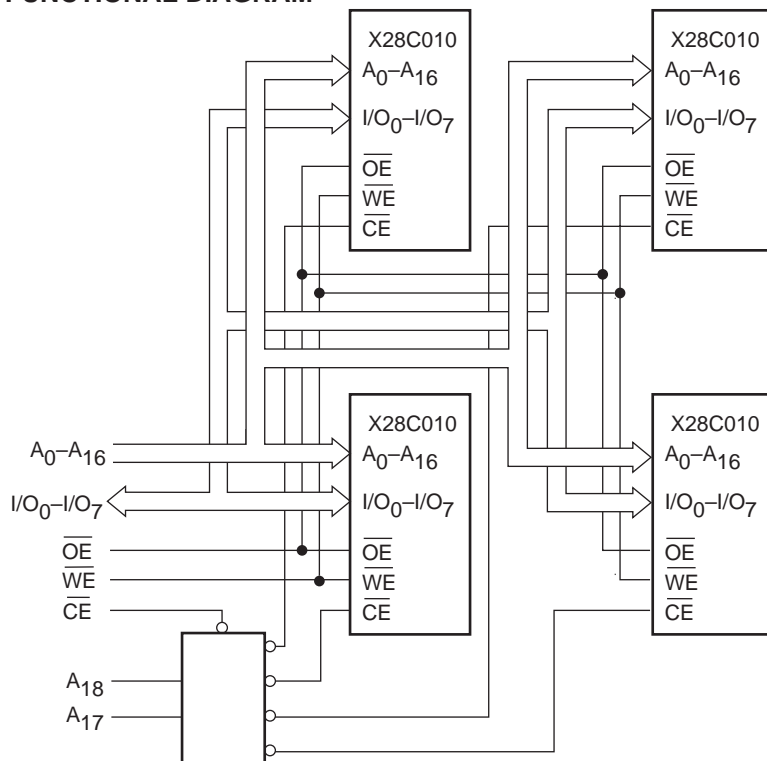 FUNCTIONAL DIAGRAM
X28C010
A0–A16
I/O0–I/O7
OE
WE
CE
X28C010
A0–A16
I/O0–I/O7
OE
WE
CE
X28C010
A0–A16
I/O0–I/O7
OE
WE
CE
X28C010
A0–A16
I/O0–I/O7
OE
WE
CE
A0–A16
I/O0–I/O7
OE
WE
CE
A18
A17